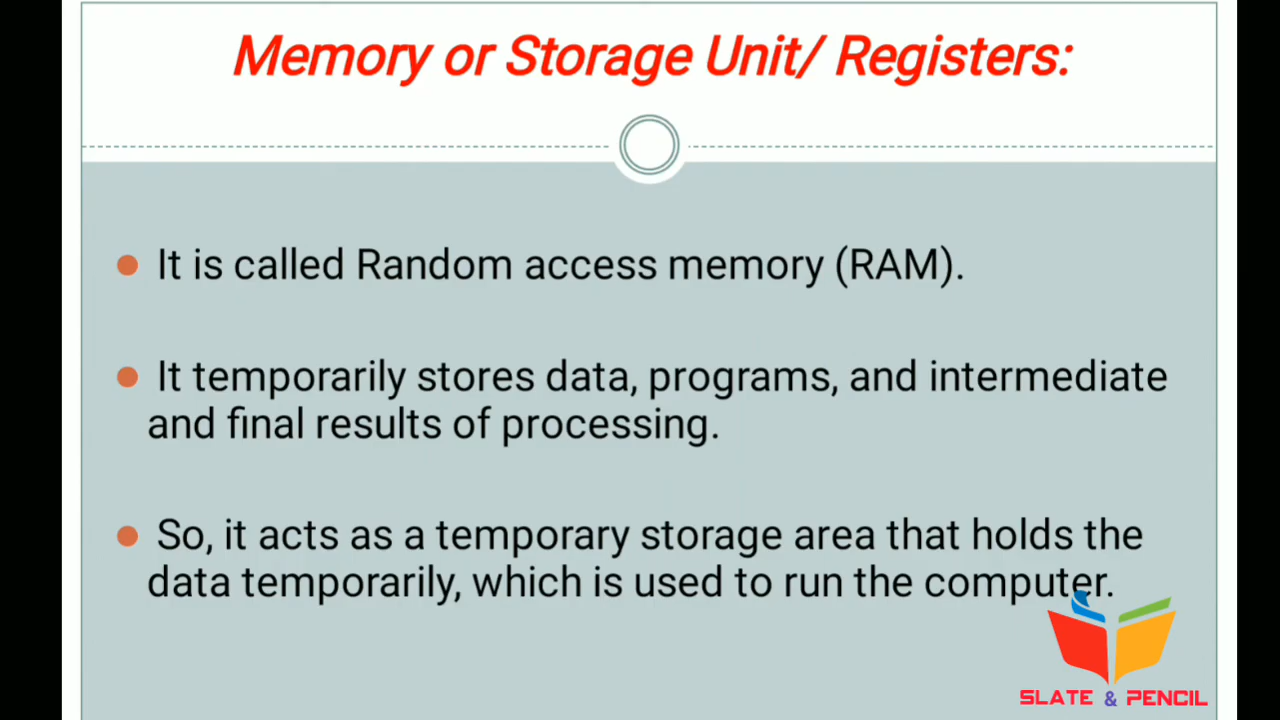 Memory or Storage Unit/ Registers:
It is called Random access memory (RAM).
It temporarily stores data, programs, and intermediate
and final results of processing.
So, it acts as a temporary storage area that holds the
data temporarily, which is used to run the computer.
SLATE & PENCIL